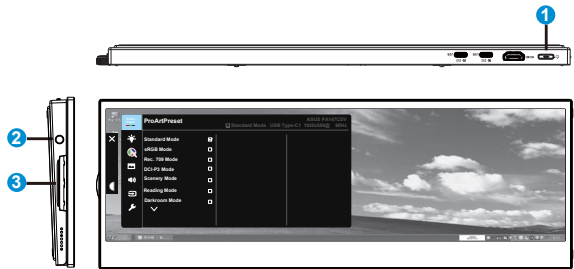 1
2
3
ProArtPreset
ASUS PA147CDV
Standard Mode USB Type-C1 1920x550@ 60Hz
Standard Mode
sRGB Mode
Rec. 709 Mode
DCI-P3 Mode
Scenery Mode
Reading Mode
Darkroom Mode